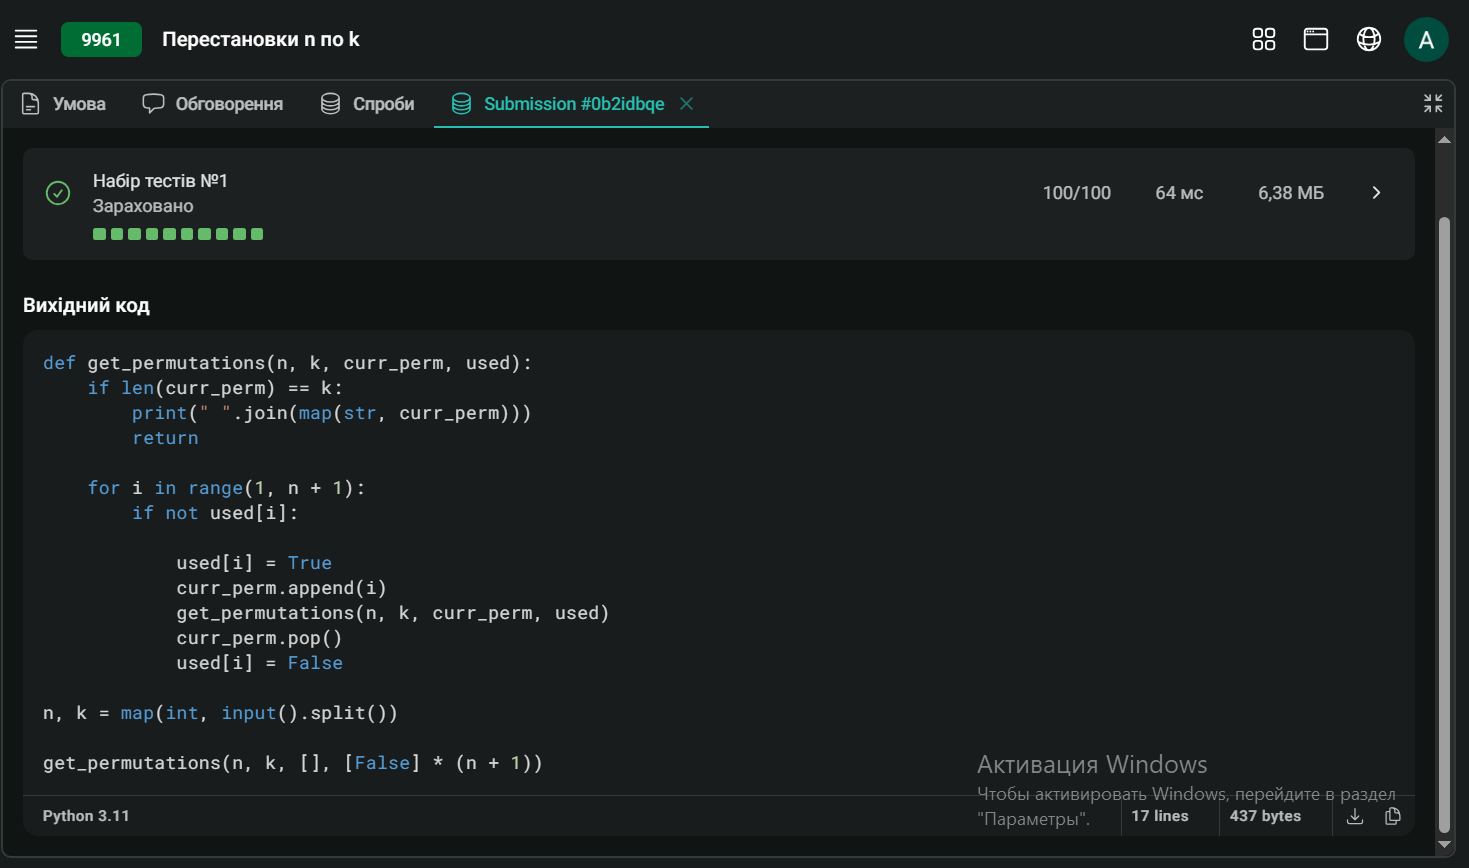 9961 Перестановки n по k A
Умова Обговорення Спроби Submission #0b2idbqe
Набір тестів №1
Зараховано
100/100 64 мс 6,38 МБ
Вихідний код
def get_permutations(n, k, curr_perm, used):
    if len(curr_perm) == k:
        print(" ".join(map(str, curr_perm)))
        return
    for i in range(1, n + 1):
        if not used[i]:
            used[i] = True
            curr_perm.append(i)
            get_permutations(n, k, curr_perm, used)
            curr_perm.pop()
            used[i] = False
n, k = map(int, input().split())
get_permutations(n, k, [], [False] * (n + 1))
Активация Windows
Чтобы активировать Windows, перейдите в раздел
"Параметры".
Python 3.11 17 lines 437 bytes